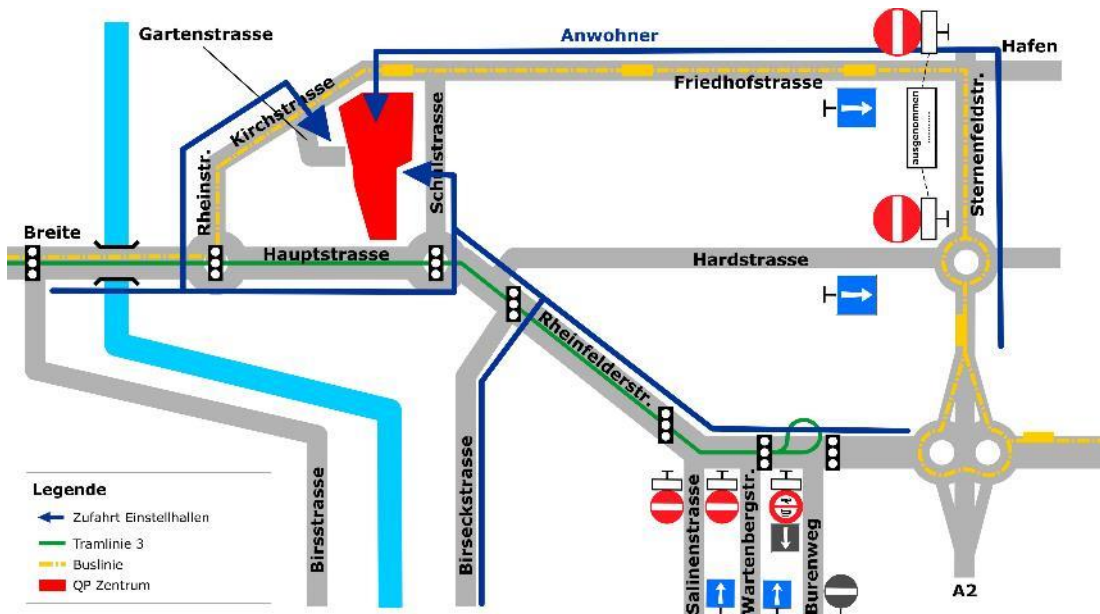 Gartenstrasse
Anwohner
Hafen
Friedhofstrasse
Kirchstrasse
ausgenommen
Rheinstr.
Schulstrasse
Sternenfeldstr.
Breite
Hauptstrasse
Hardstrasse
Rheinfelderstr.
Birsstrasse
Birseckstrasse
Salinenstrasse
Wartenbergstr.
Burenweg
A2
Legende
Zufahrt Einstellhallen
Tramlinie 3
Buslinie
QP Zentrum